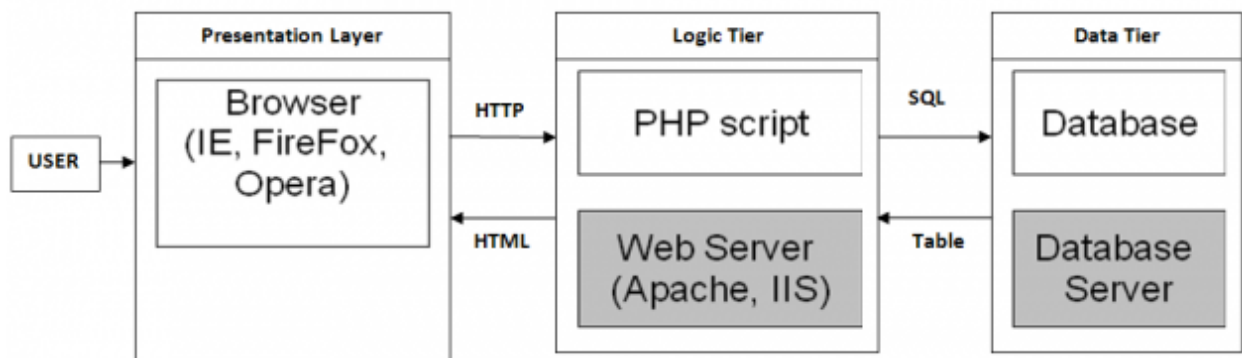 Presentation Layer
Logic Tier
Data Tier
USER
Browser
(IE, FireFox,
Opera)
HTTP
HTML
PHP script
Web Server
(Apache, IIS)
SQL
Table
Database
Database
Server